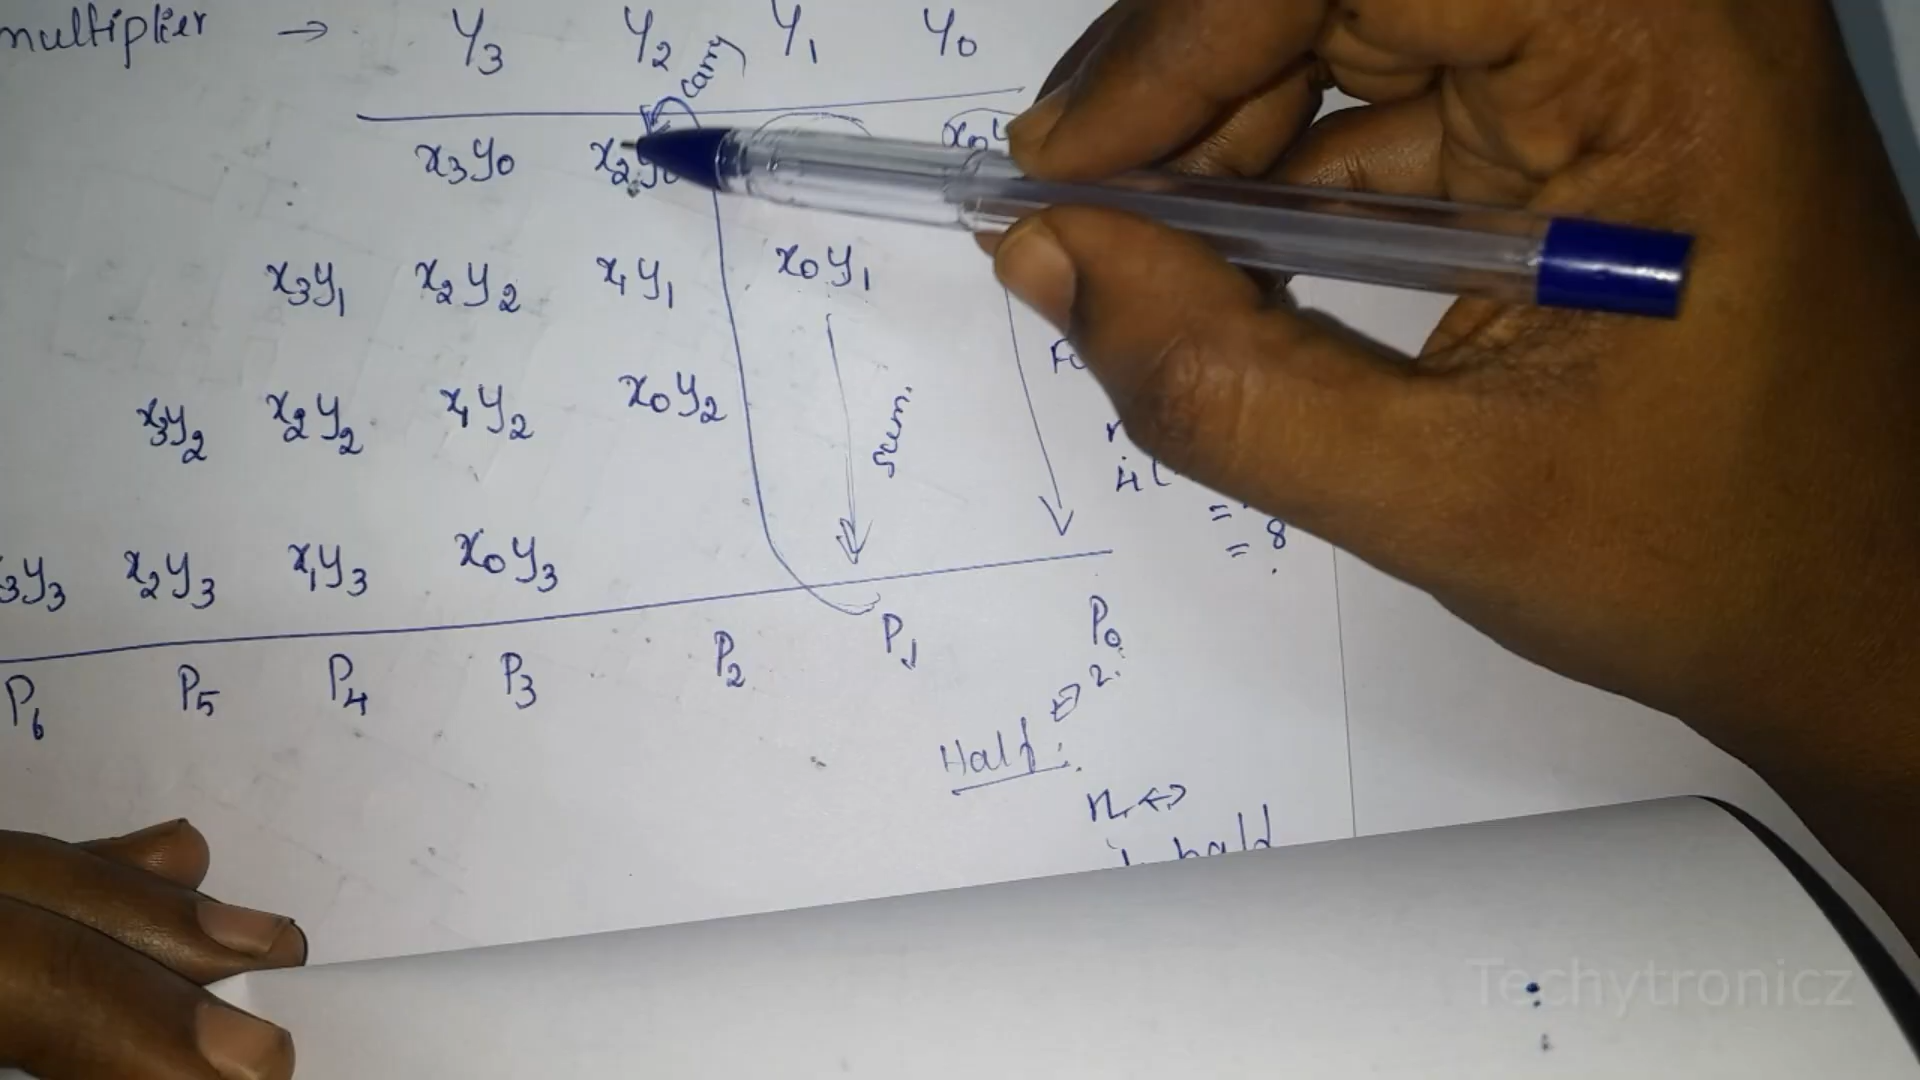 multiplier → Y3 Y2 Y1 Y0
carry
x3y0 x2y0 x0y
x3y1 x2y2 x1y1 x0y1
x3y2 x2y2 x1y2 x0y2
sum.
= 8
3y3 x2y3 x1y3 x0y3
P6 P5 P4 P3 P2 P1 P0
Half: ↔ 2.
n ↔
Techytronicz